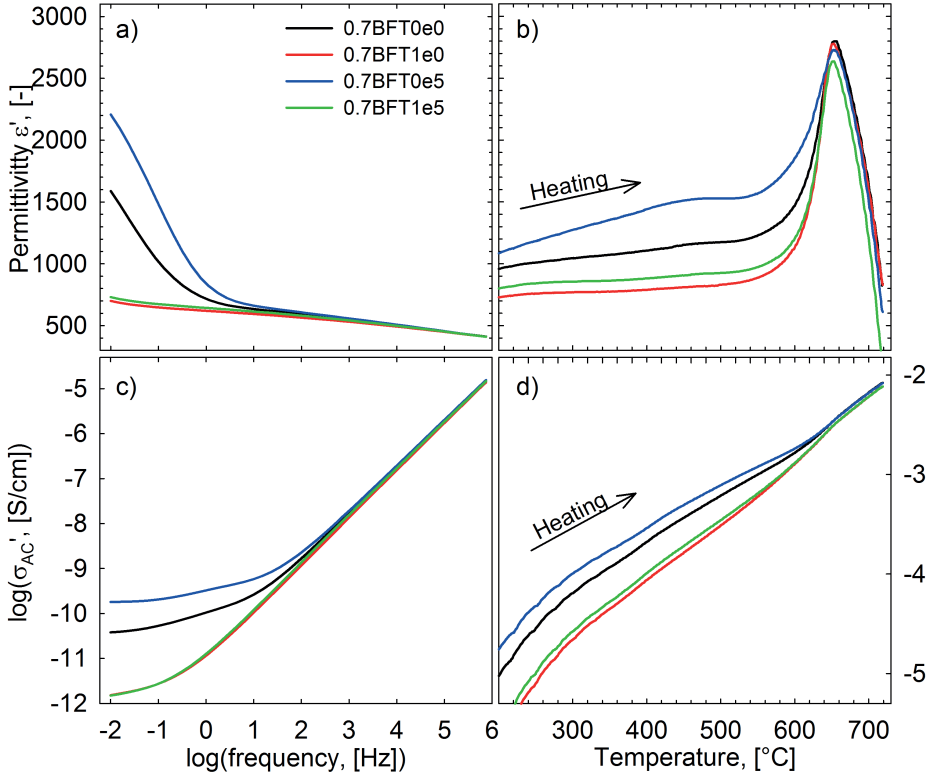 a)
0.7BFT0e0
0.7BFT1e0
0.7BFT0e5
0.7BFT1e5
3000
2500
2000
1500
1000
500
Permittivitty ε', [-]
b)
Heating
c)
-5
-6
-7
-8
-9
-10
-11
-12
log(σAC', [S/cm])
-2 -1 0 1 2 3 4 5 6
log(frequency, [Hz])
d)
Heating
-2
-3
-4
-5
300 400 500 600 700
Temperature, [°C]